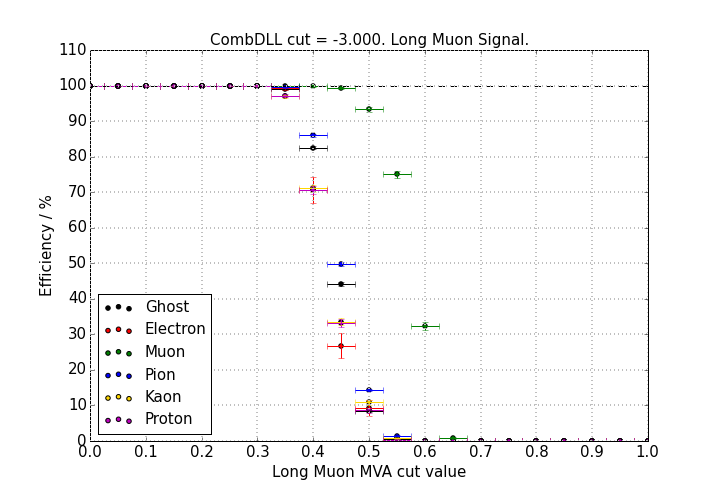 CombDLL cut = -3.000. Long Muon Signal.
110
100
90
80
70
60
50
40
30
20
10
0
Efficiency / %
Ghost
Electron
Muon
Pion
Kaon
Proton
0.0 0.1 0.2 0.3 0.4 0.5 0.6 0.7 0.8 0.9 1.0
Long Muon MVA cut value